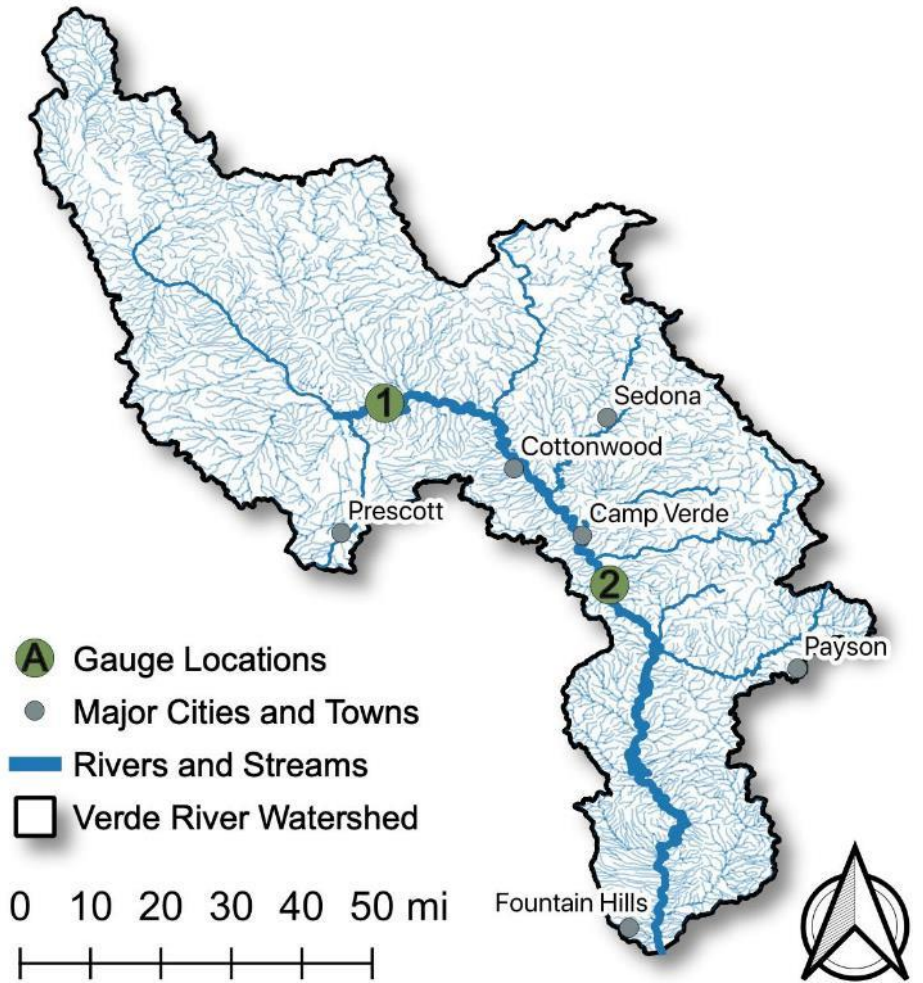 1
Sedona
Cottonwood
Prescott
Camp Verde
2
Payson
A Gauge Locations
Major Cities and Towns
Rivers and Streams
Verde River Watershed
0 10 20 30 40 50 mi
Fountain Hills